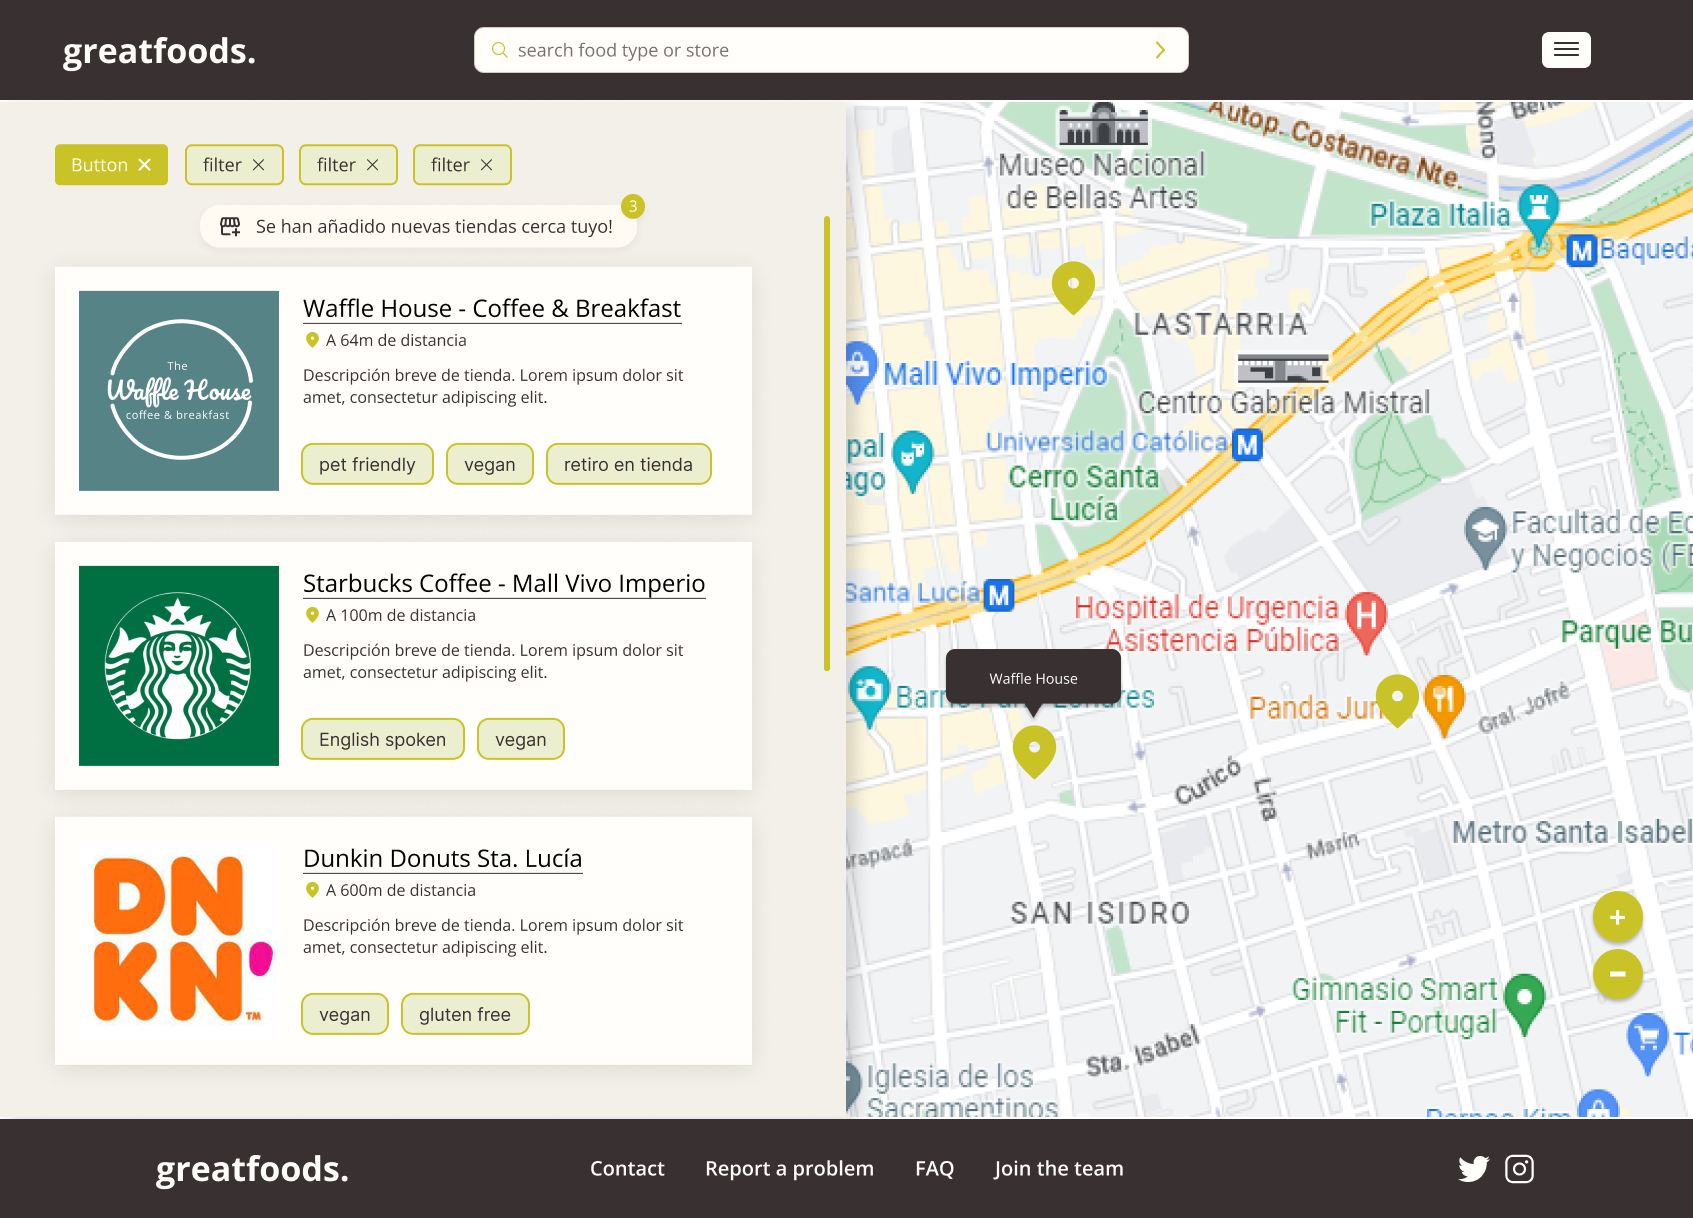 greatfoods.
search food type or store
Button
filter
filter
filter
Se han añadido nuevas tiendas cerca tuyo!
3
The
Waffle House
coffee & breakfast
Waffle House - Coffee & Breakfast
A 64m de distancia
Descripción breve de tienda. Lorem ipsum dolor sit
amet, consectetur adipiscing elit.
pet friendly
vegan
retiro en tienda
Starbucks Coffee - Mall Vivo Imperio
A 100m de distancia
Descripción breve de tienda. Lorem ipsum dolor sit
amet, consectetur adipiscing elit.
English spoken
vegan
DN
KN'
TM
Dunkin Donuts Sta. Lucía
A 600m de distancia
Descripción breve de tienda. Lorem ipsum dolor sit
amet, consectetur adipiscing elit.
vegan
gluten free
Autop. Costanera Nte.
Nono
Museo Nacional
de Bellas Artes
Plaza Italia
M
LASTARRIA
Mall Vivo Imperio
Centro Gabriela Mistral
Universidad Católica
M
pal
ago
Cerro Santa
Lucía
Facultad de Ec
y Negocios (FE
Santa Lucía
M
Hospital de Urgencia
Asistencia Pública
H
Parque Bu
Waffle House
Panda
Gral. Jofré
Curicó
Lira
Marín
Metro Santa Isabel
arapacá
SAN ISIDRO
+
-
Gimnasio Smart
Fit - Portugal
Sta. Isabel
Iglesia de los
Sacramentinos
greatfoods.
Contact
Report a problem
FAQ
Join the team